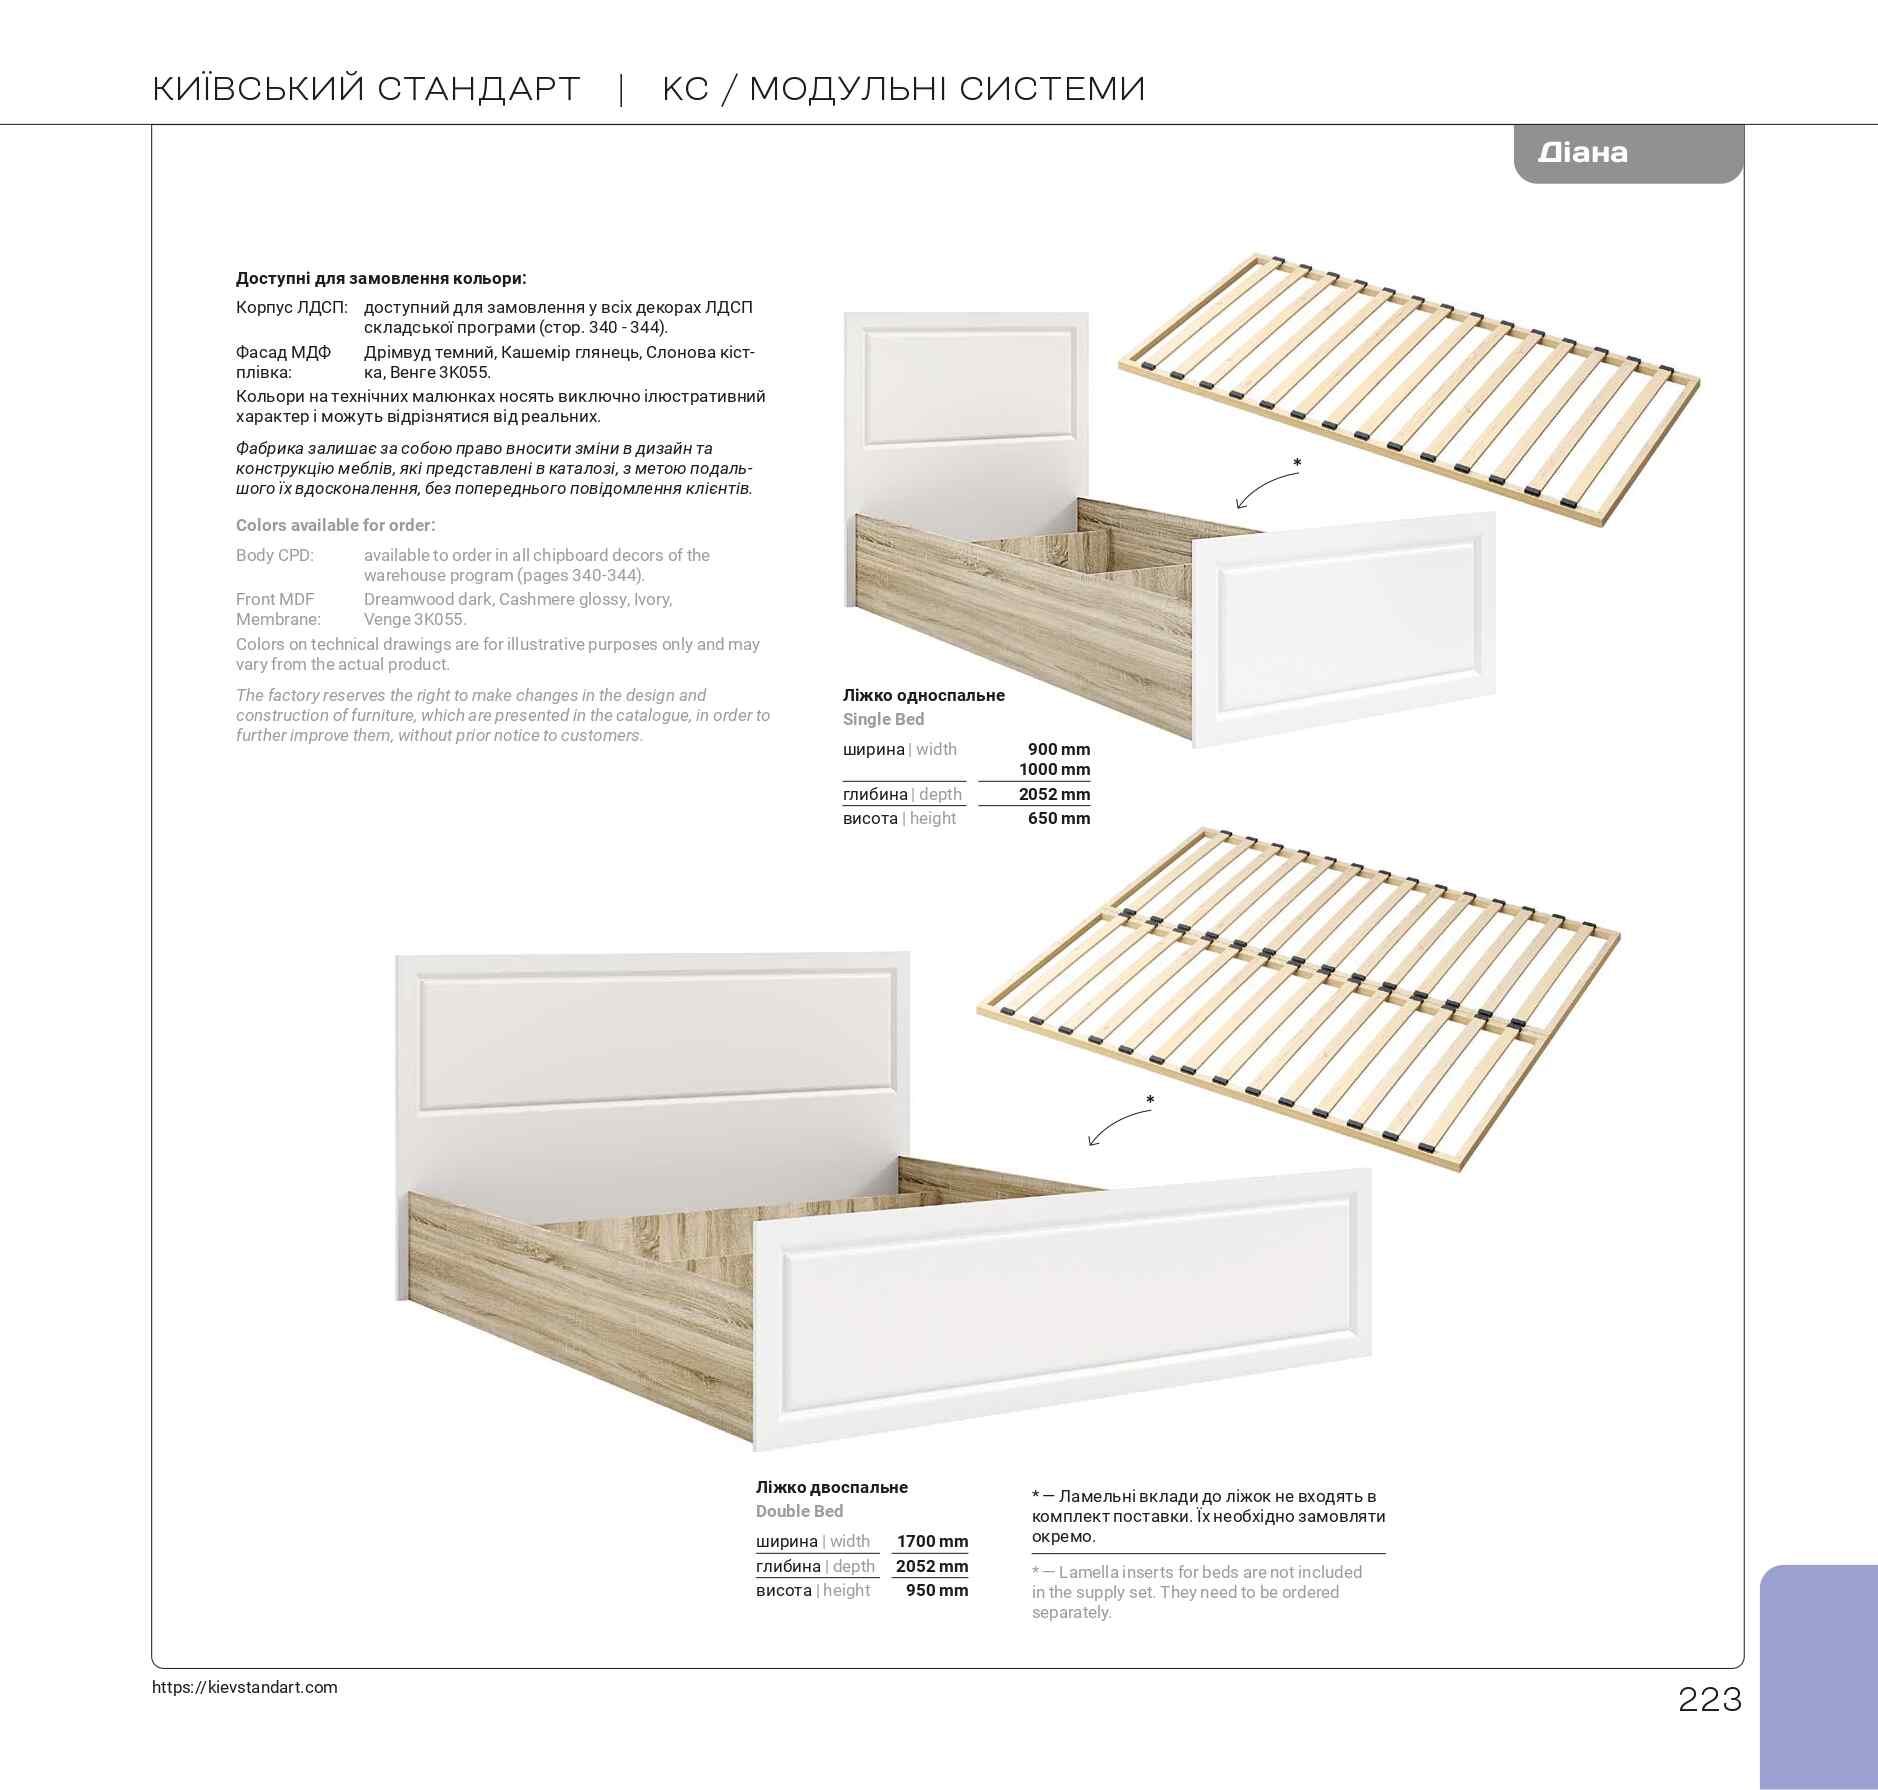 КИЇВСЬКИЙ СТАНДАРТ | КС / МОДУЛЬНІ СИСТЕМИ
Діана
Доступні для замовлення кольори:
Корпус ЛДСП: доступний для замовлення у всіх декорах ЛДСП
складської програми (стор. 340 - 344).
Фасад МДФ Дрімвуд темний, Кашемір глянець, Слонова кіст-
плівка: ка, Венге 3K055.
Кольори на технічних малюнках носять виключно ілюстративний
характер і можуть відрізнятися від реальних.
Фабрика залишає за собою право вносити зміни в дизайн та
конструкцію меблів, які представлені в каталозі, з метою подаль-
шого їх вдосконалення, без попереднього повідомлення клієнтів.
Colors available for order:
Body CPD: available to order in all chipboard decors of the
warehouse program (pages 340-344).
Front MDF Dreamwood dark, Cashmere glossy, Ivory,
Membrane: Venge 3K055.
Colors on technical drawings are for illustrative purposes only and may
vary from the actual product.
The factory reserves the right to make changes in the design and
construction of furniture, which are presented in the catalogue, in order to
further improve them, without prior notice to customers.
*
Ліжко односпальне
Single Bed
ширина | width 900 mm
1000 mm
глибина | depth 2052 mm
висота | height 650 mm
*
Ліжко двоспальне
Double Bed
ширина | width 1700 mm
глибина | depth 2052 mm
висота | height 950 mm
* — Ламельні вклади до ліжок не входять в
комплект поставки. Їх необхідно замовляти
окремо.
* — Lamella inserts for beds are not included
in the supply set. They need to be ordered
separately.
https://kievstandart.com
223